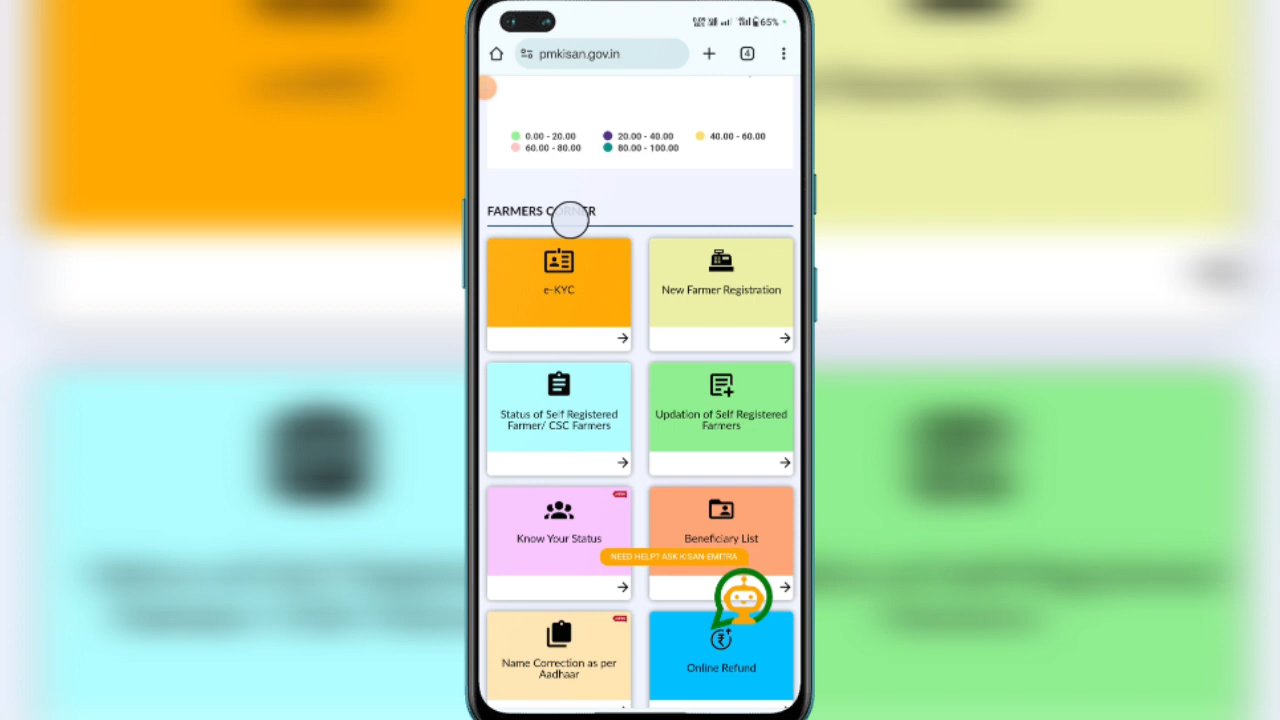 65%
pmkisan.gov.in
4
0.00 - 20.00
20.00 - 40.00
40.00 - 60.00
60.00 - 80.00
80.00 - 100.00
FARMERS CORNER
e-KYC
New Farmer Registration
Status of Self Registered
Farmer/ CSC Farmers
Updation of Self Registered
Farmers
Know Your Status
Beneficiary List
NEED HELP? ASK KISAN-EMITRA
Name Correction as per
Aadhaar
Online Refund